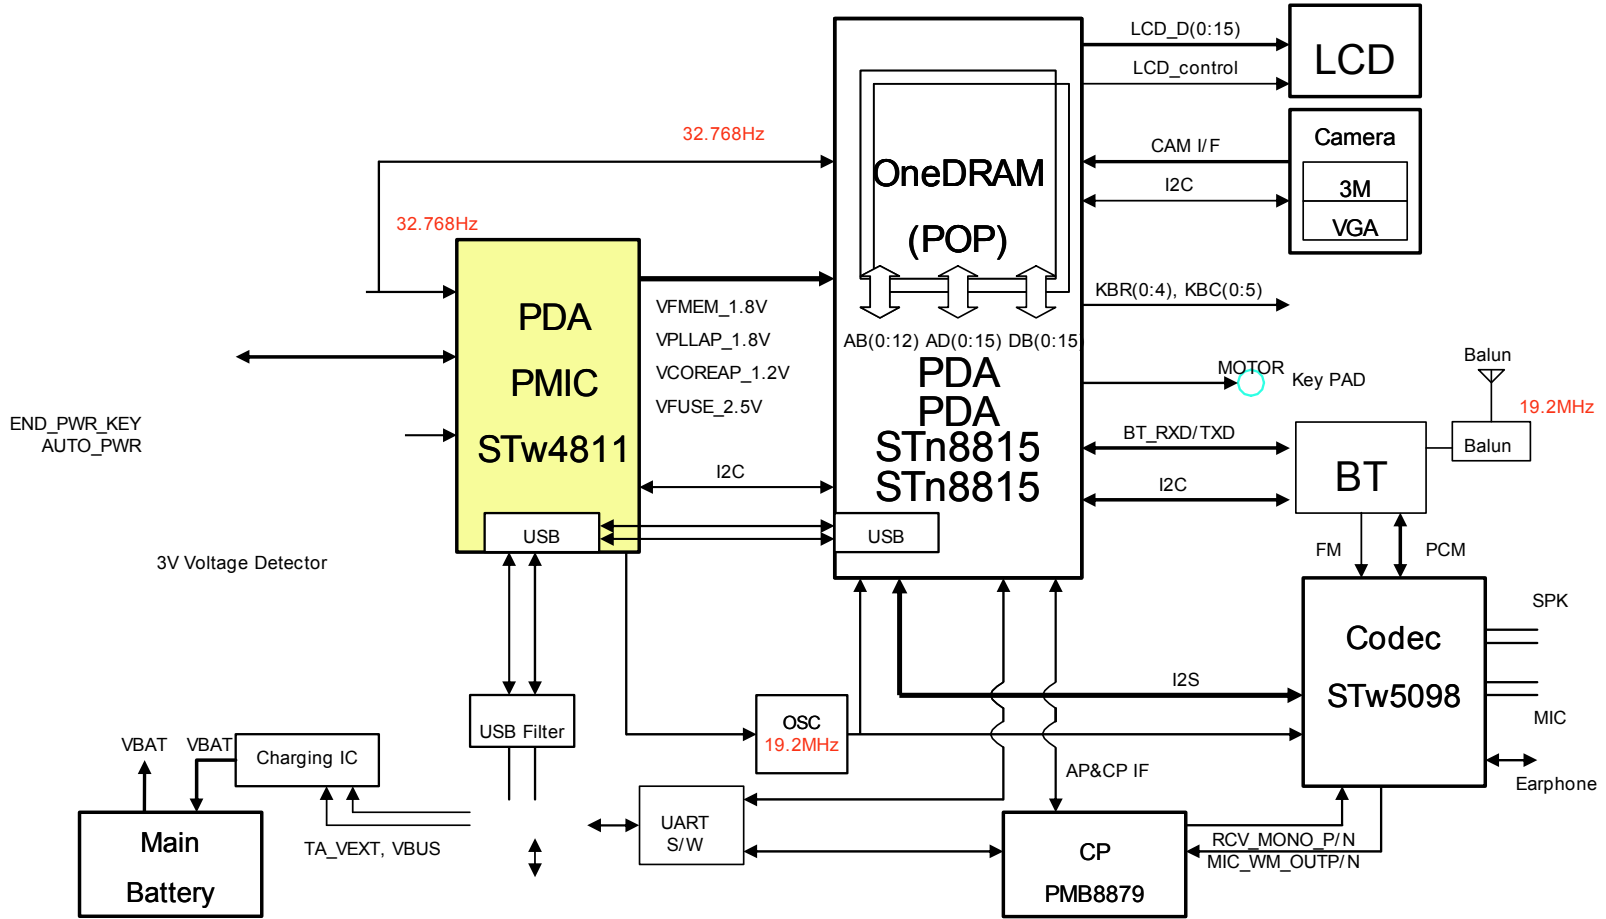 LCD_D(0:15)
LCD_control
LCD
Camera
3M
VGA
32.768Hz
CAM I/F
I2C
OneDRAM
(POP)
32.768Hz
PDA
PMIC
STw4811
VFMEM_1.8V
VPLLAP_1.8V
VCOREAP_1.2V
VFUSE_2.5V
KBR(0:4), KBC(0:5)
AB(0:12) AD(0:15) DB(0:15)
PDA
PDA
STn8815
STn8815
MOTOR
Key PAD
Balun
19.2MHz
Balun
END_PWR_KEY
AUTO_PWR
BT_RXD/TXD
I2C
BT
I2C
USB
USB
FM
PCM
3V Voltage Detector
Codec
STw5098
SPK
MIC
Earphone
I2S
OSC
19.2MHz
USB Filter
VBAT
VBAT
Charging IC
AP&CP IF
Main
Battery
TA_VEXT, VBUS
UART
S/W
CP
PMB8879
RCV_MONO_P/N
MIC_WM_OUTP/N